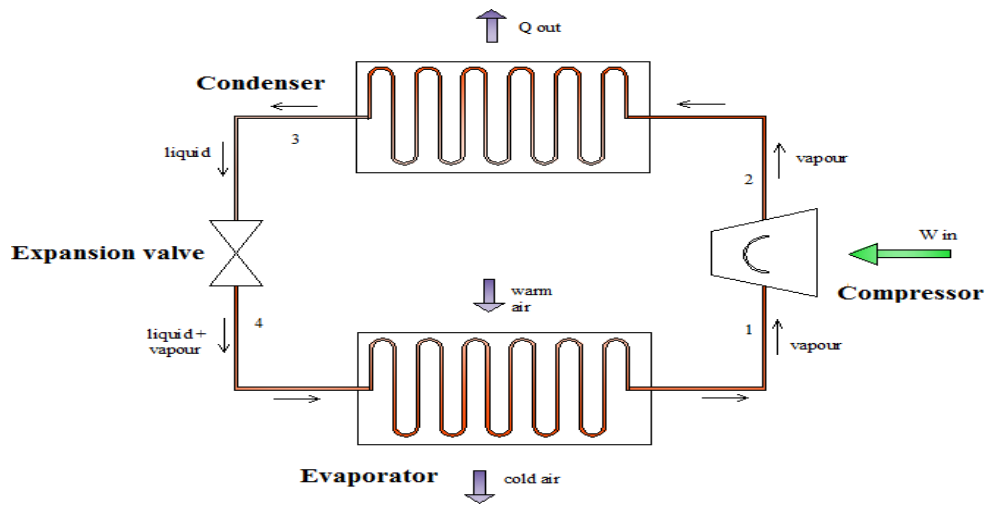 Q out
Condenser
3
liquid
vapour
2
Expansion valve
W in
Compressor
warm
air
4
liquid +
vapour
1
vapour
Evaporator
cold air